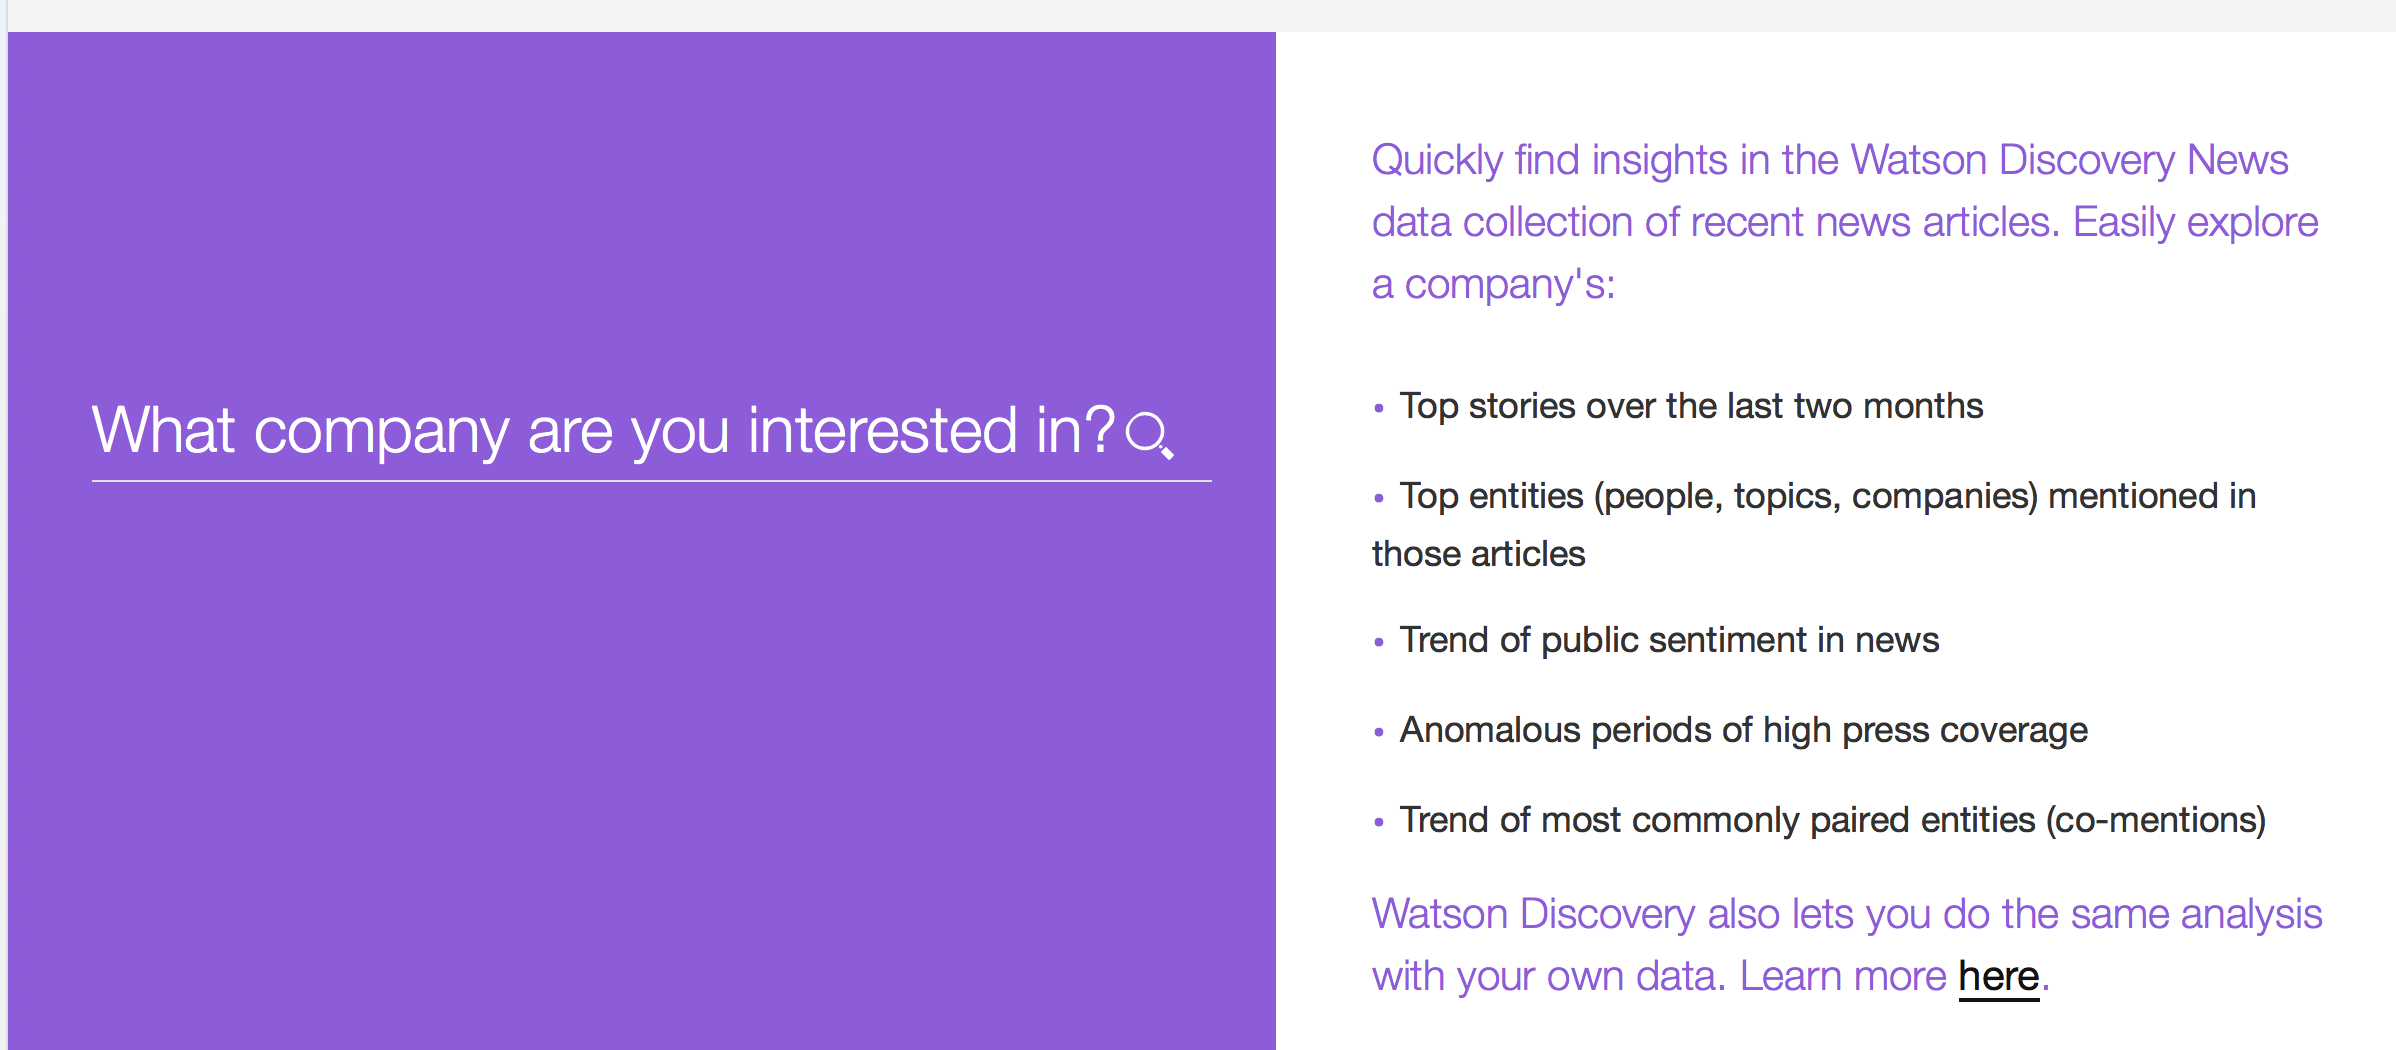 What company are you interested in?
Quickly find insights in the Watson Discovery News
data collection of recent news articles. Easily explore
a company's:
• Top stories over the last two months
• Top entities (people, topics, companies) mentioned in
those articles
• Trend of public sentiment in news
• Anomalous periods of high press coverage
• Trend of most commonly paired entities (co-mentions)
Watson Discovery also lets you do the same analysis
with your own data. Learn more here.